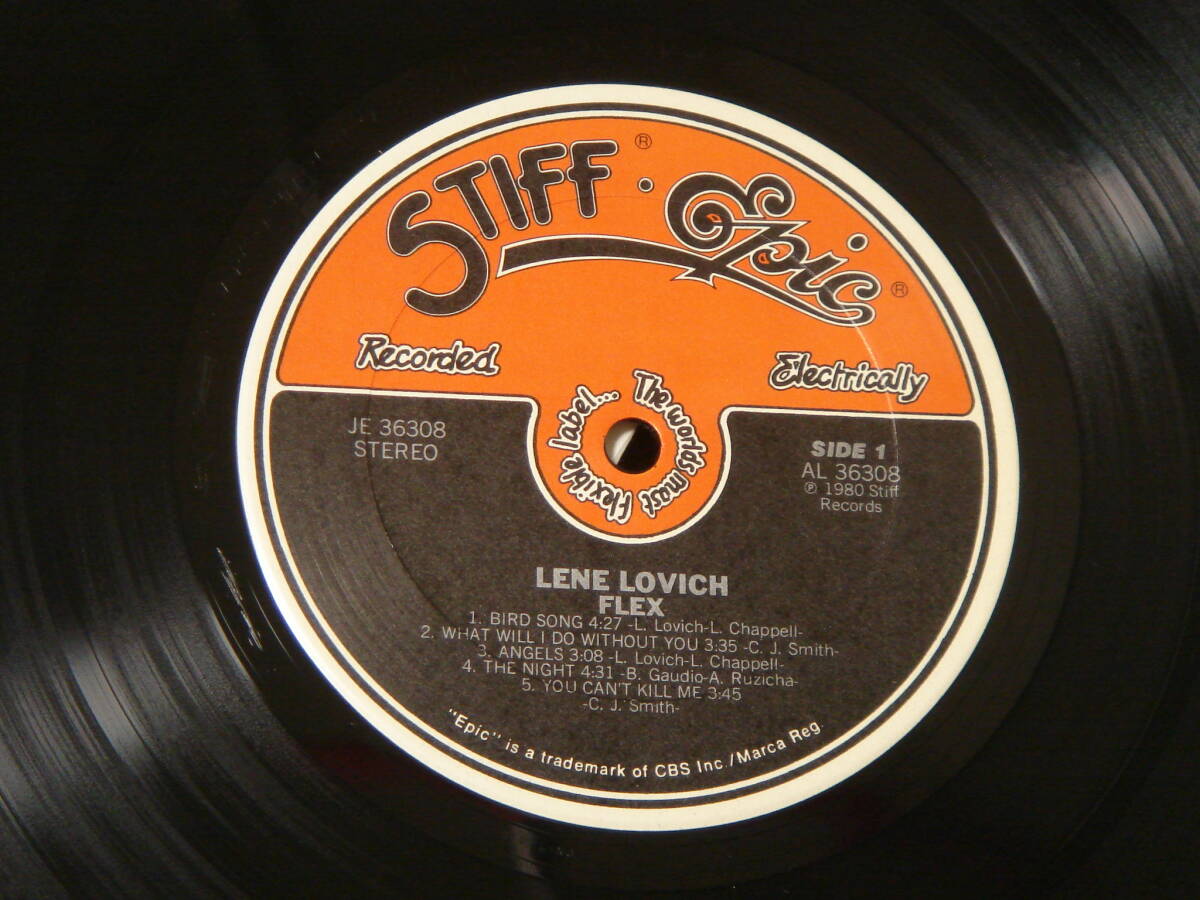 STIFF® · Epic®
Recorded
Electrically
The worlds most flexible label...
JE 36308
STEREO
SIDE 1
AL 36308
℗ 1980 Stiff
Records
LENE LOVICH
FLEX
1. BIRD SONG 4:27 -L. Lovich-L. Chappell-
2. WHAT WILL I DO WITHOUT YOU 3:35 -C. J. Smith-
3. ANGELS 3:08 -L. Lovich-L. Chappell-
4. THE NIGHT 4:31 -B. Gaudio-A. Ruzicha-
5. YOU CAN'T KILL ME 3:45
-C. J. Smith-
"Epic" is a trademark of CBS Inc./Marca Reg.